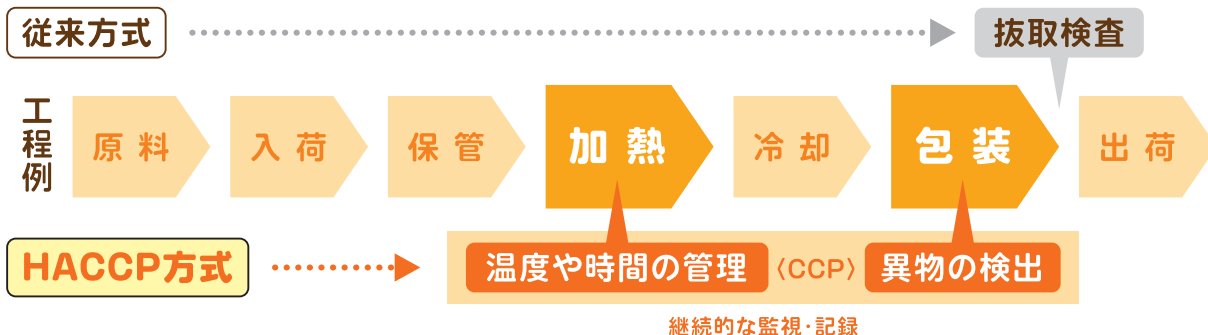 従来方式
抜取検査
工程例
原料
入荷
保管
加熱
冷却
包装
出荷
HACCP方式
温度や時間の管理
〈CCP〉
異物の検出
継続的な監視・記録